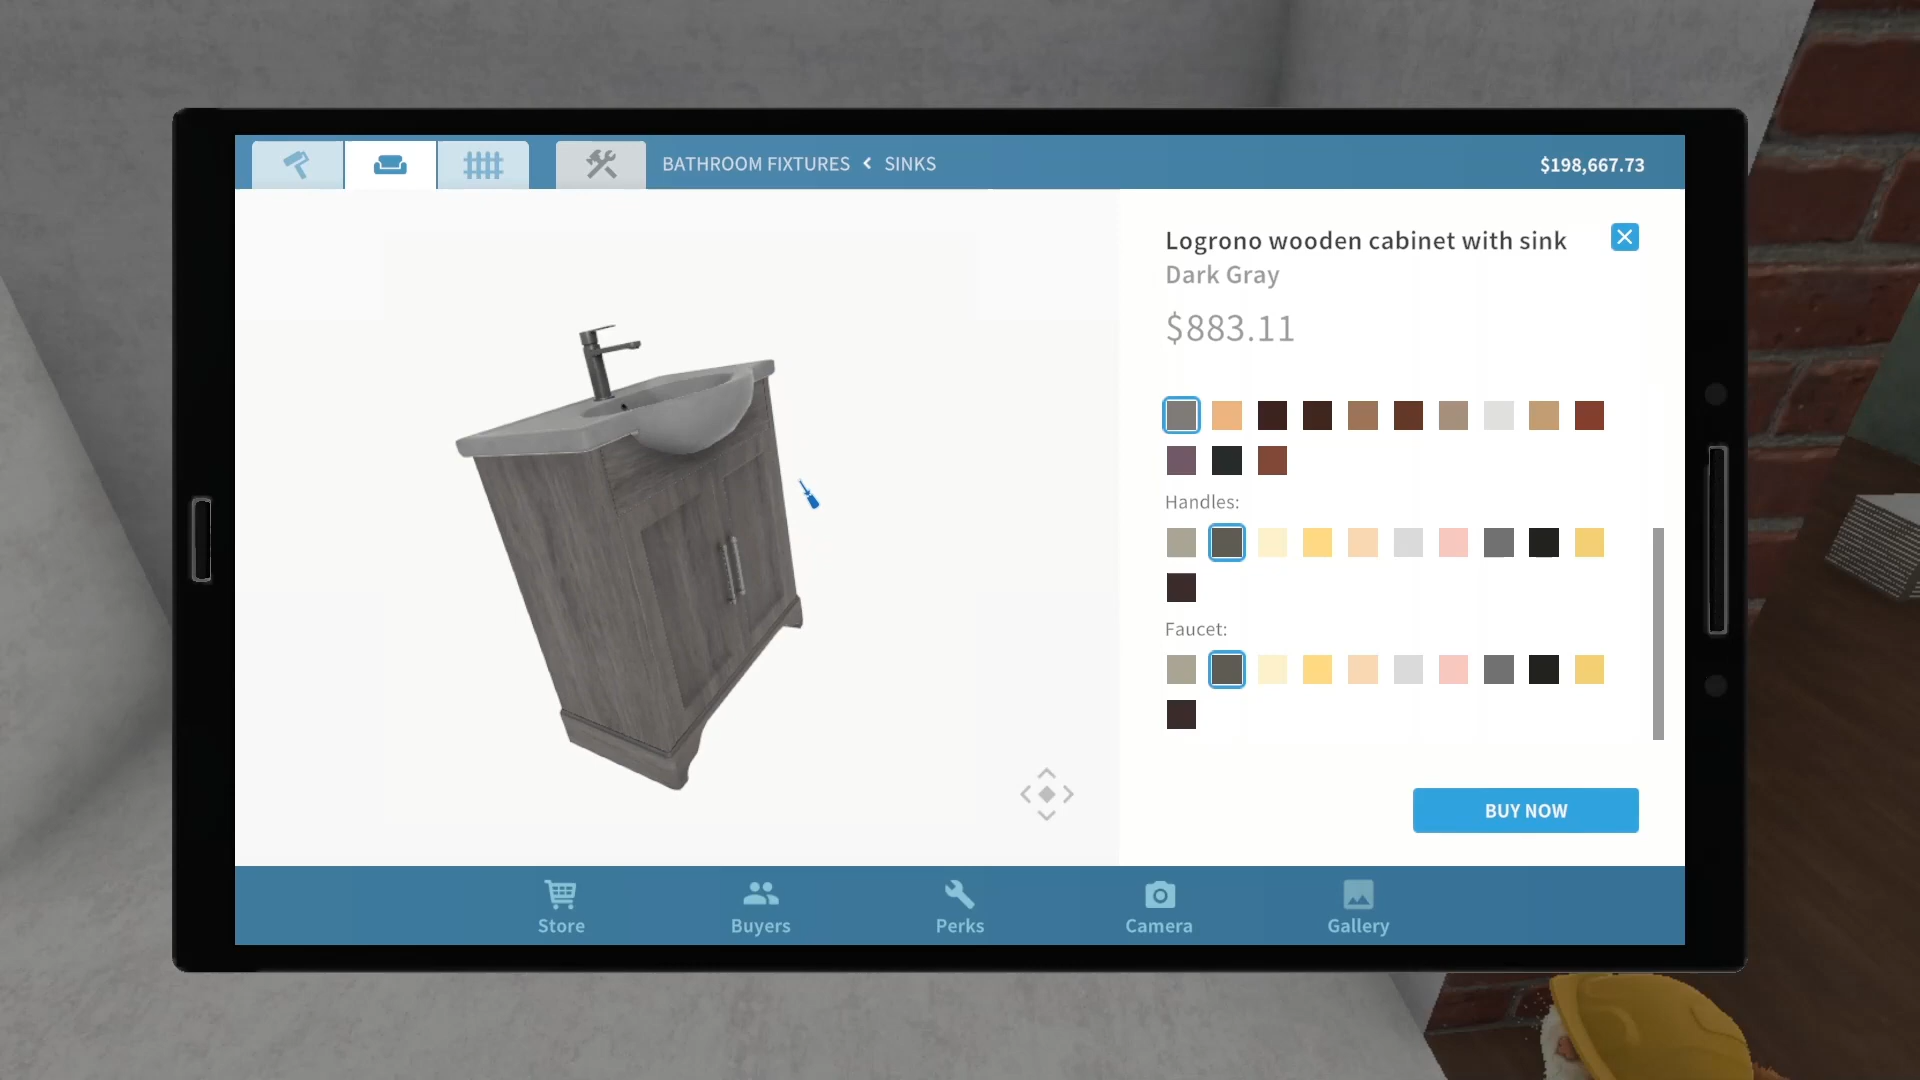 BATHROOM FIXTURES < SINKS
$198,667.73
Logrono wooden cabinet with sink
Dark Gray
$883.11
Handles:
Faucet:
BUY NOW
Store
Buyers
Perks
Camera
Gallery